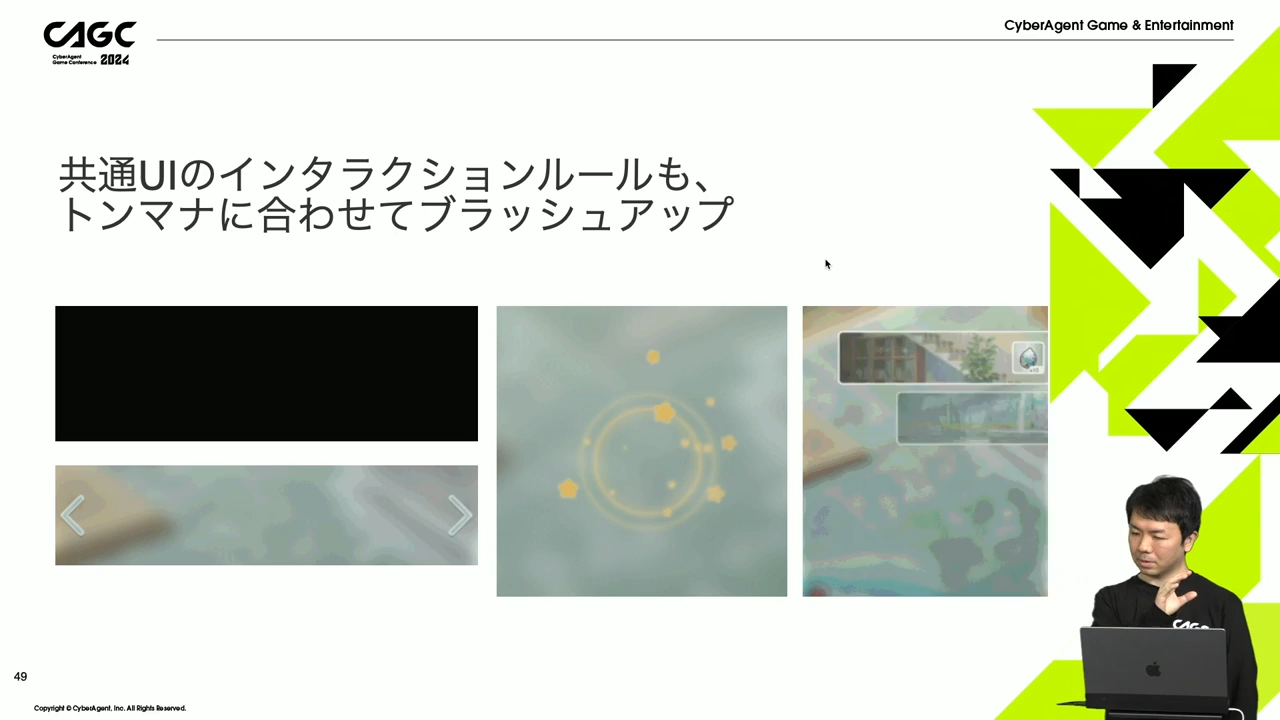 CAGC
CyberAgent
Game Conference 2024
CyberAgent Game & Entertainment
共通UIのインタラクションルールも、
トンマナに合わせてブラッシュアップ
49
Copyright © CyberAgent, Inc. All Rights Reserved.
CAGC